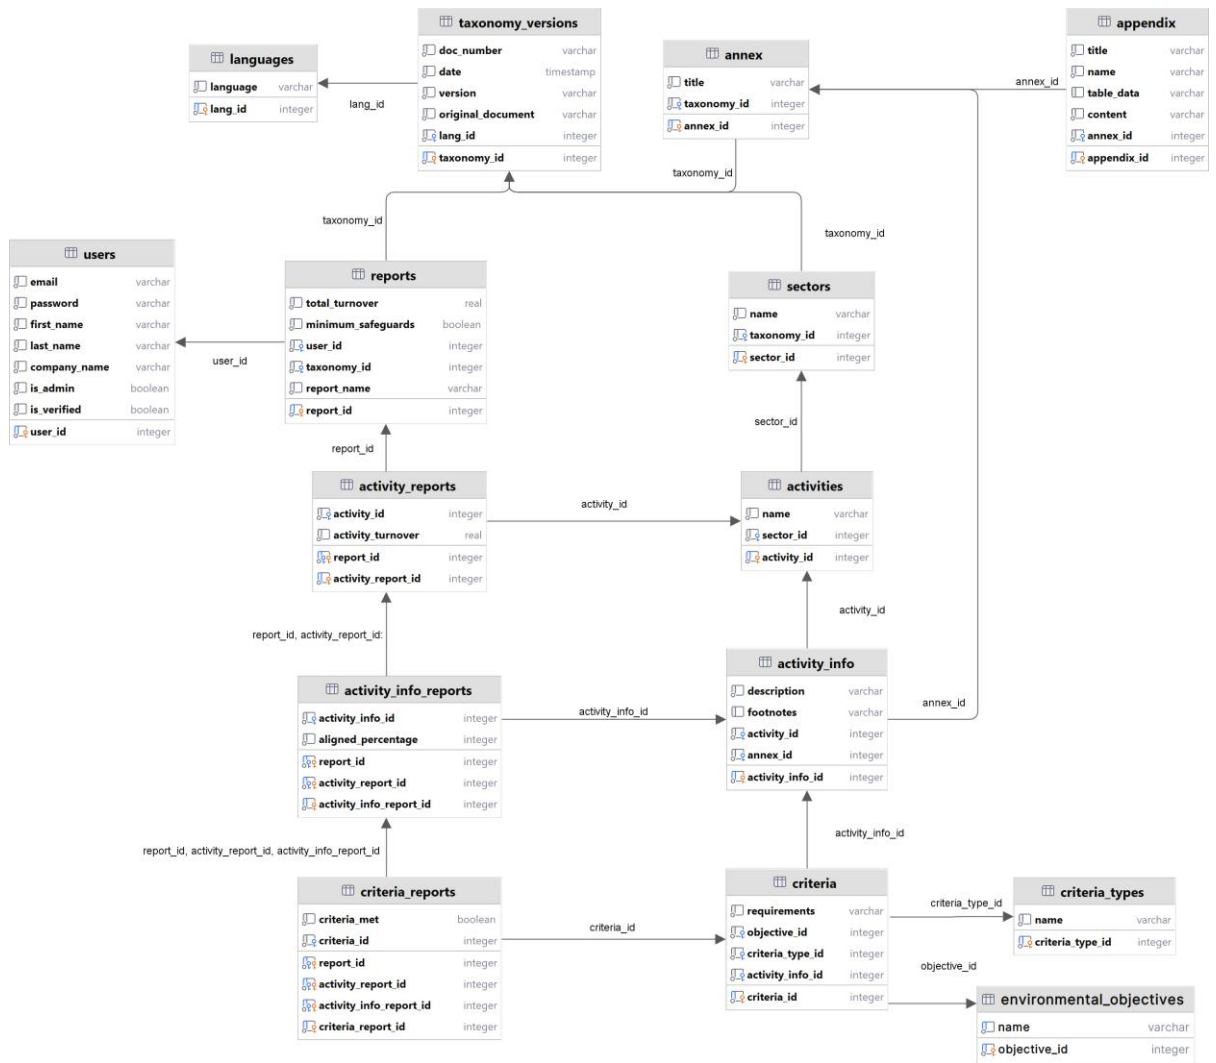 taxonomy_versions
doc_number varchar
date timestamp
version varchar
original_document varchar
lang_id integer
taxonomy_id integer
languages
language varchar
lang_id integer
lang_id
annex
title varchar
taxonomy_id integer
annex_id integer
annex_id
appendix
title varchar
name varchar
table_data varchar
content varchar
annex_id integer
appendix_id integer
taxonomy_id
taxonomy_id
taxonomy_id
users
email varchar
password varchar
first_name varchar
last_name varchar
company_name varchar
is_admin boolean
is_verified boolean
user_id integer
user_id
reports
total_turnover real
minimum_safeguards boolean
user_id integer
taxonomy_id integer
report_name varchar
report_id integer
sectors
name varchar
taxonomy_id integer
sector_id integer
report_id
sector_id
activity_reports
activity_id integer
activity_turnover real
report_id integer
activity_report_id integer
activity_id
activities
name varchar
sector_id integer
activity_id integer
report_id, activity_report_id:
activity_id
activity_info_reports
activity_info_id integer
aligned_percentage integer
report_id integer
activity_report_id integer
activity_info_report_id integer
activity_info_id
activity_info
description varchar
footnotes varchar
activity_id integer
annex_id integer
activity_info_id integer
annex_id
report_id, activity_report_id, activity_info_report_id
activity_info_id
criteria_reports
criteria_met boolean
criteria_id integer
report_id integer
activity_report_id integer
activity_info_report_id integer
criteria_report_id integer
criteria_id
criteria
requirements varchar
objective_id integer
criteria_type_id integer
activity_info_id integer
criteria_id integer
criteria_type_id
criteria_types
name varchar
criteria_type_id integer
objective_id
environmental_objectives
name varchar
objective_id integer